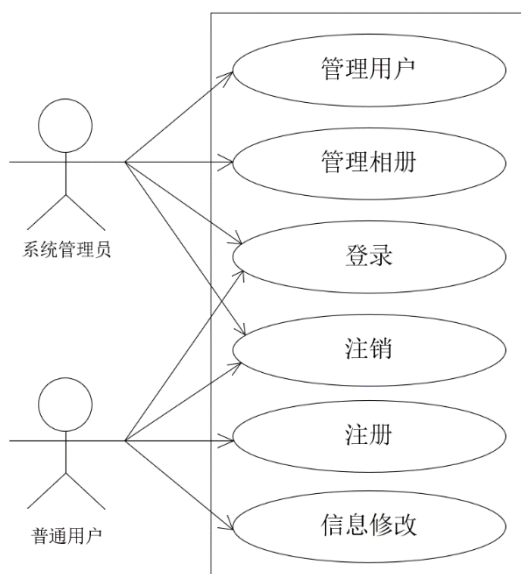 管理用户
管理相册
系统管理员
登录
注销
注册
普通用户
信息修改